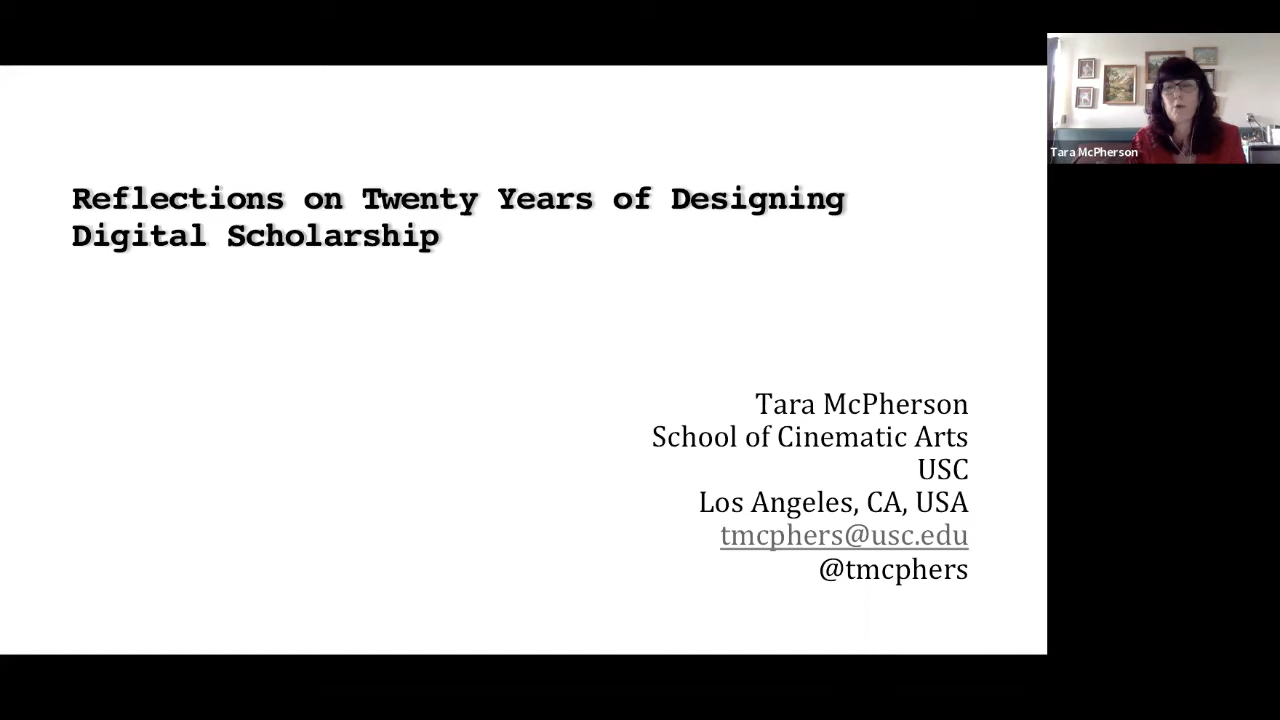 Reflections on Twenty Years of Designing
Digital Scholarship
Tara McPherson
School of Cinematic Arts
USC
Los Angeles, CA, USA
tmcphers@usc.edu
@tmcphers
Tara McPherson